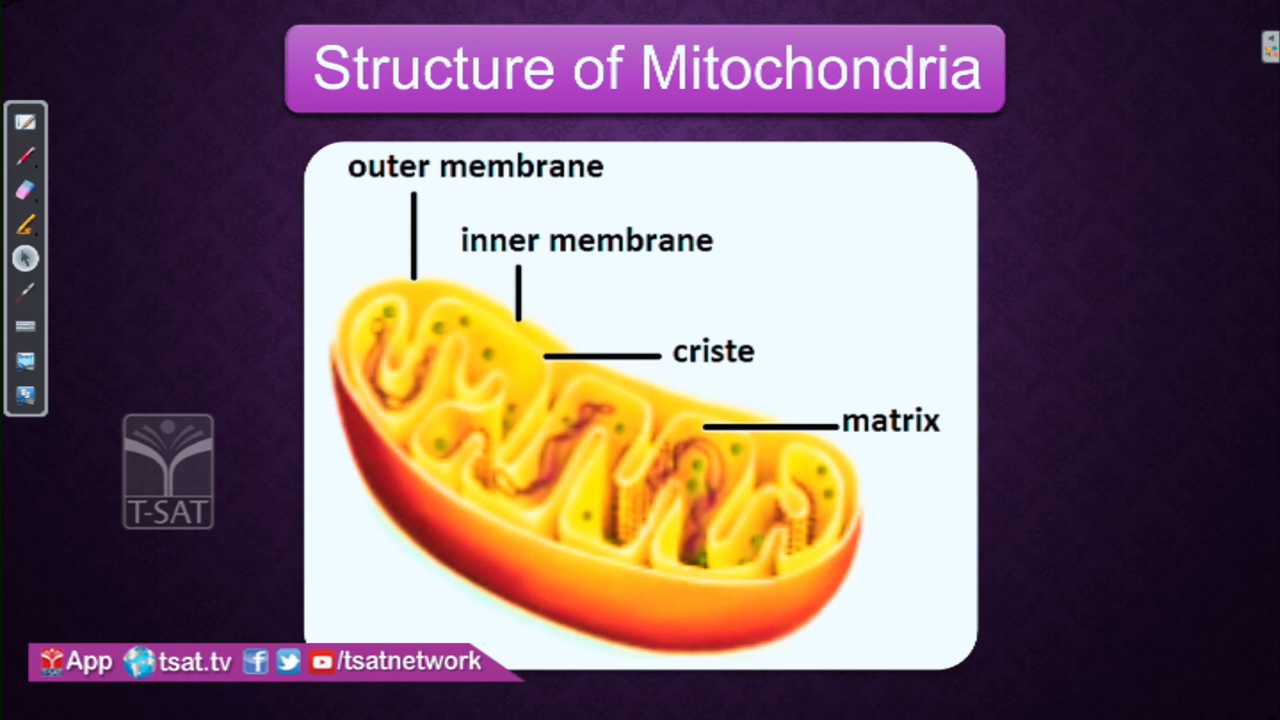 Structure of Mitochondria
outer membrane
inner membrane
criste
matrix
T-SAT
App tsat.tv /tsatnetwork